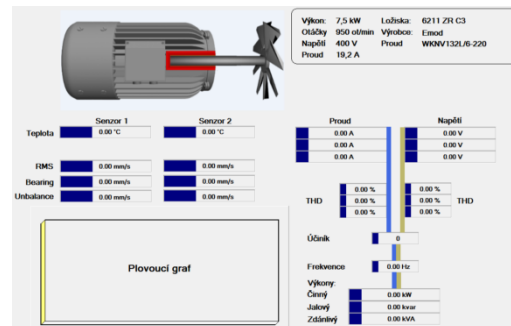 Výkon: 7,5 kW Ložiska: 6211 ZR C3
Otáčky 950 ot/min Výrobce: Emod
Napětí 400 V Proud WKNV132L/6-220
Proud 19,2 A
Senzor 1 Senzor 2
Teplota 0.00 °C 0.00 °C
RMS 0.00 mm/s 0.00 mm/s
Bearing 0.00 mm/s 0.00 mm/s
Unbalance 0.00 mm/s 0.00 mm/s
Plovoucí graf
Proud Napětí
0.00 A 0.00 V
0.00 A 0.00 V
0.00 A 0.00 V
0.00 % 0.00 %
THD 0.00 % 0.00 % THD
0.00 % 0.00 %
Účiník 0
Frekvence 0.00 Hz
Výkony:
Činný 0.00 kW
Jalový 0.00 kvar
Zdánlivý 0.00 kVA